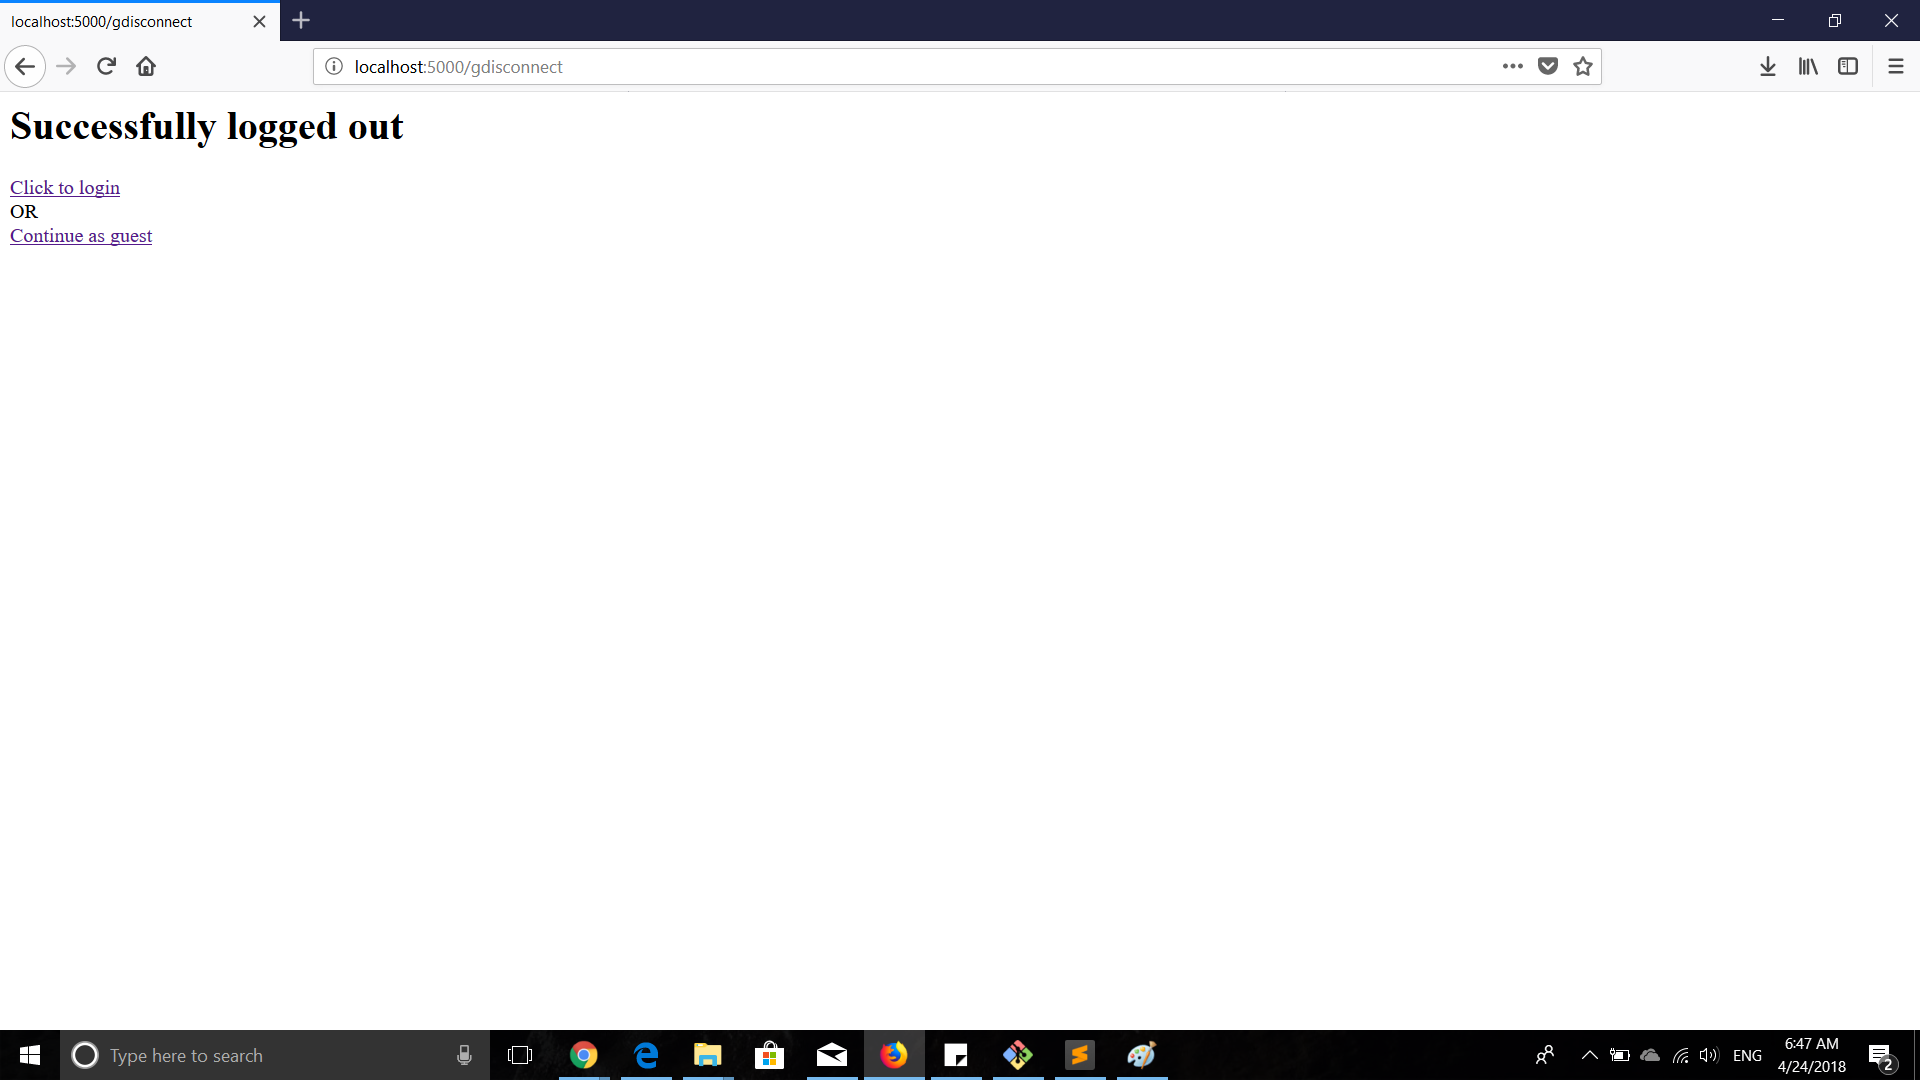 localhost:5000/gdisconnect
localhost:5000/gdisconnect
Successfully logged out
Click to login
OR
Continue as guest
Type here to search
ENG
6:47 AM
4/24/2018
2